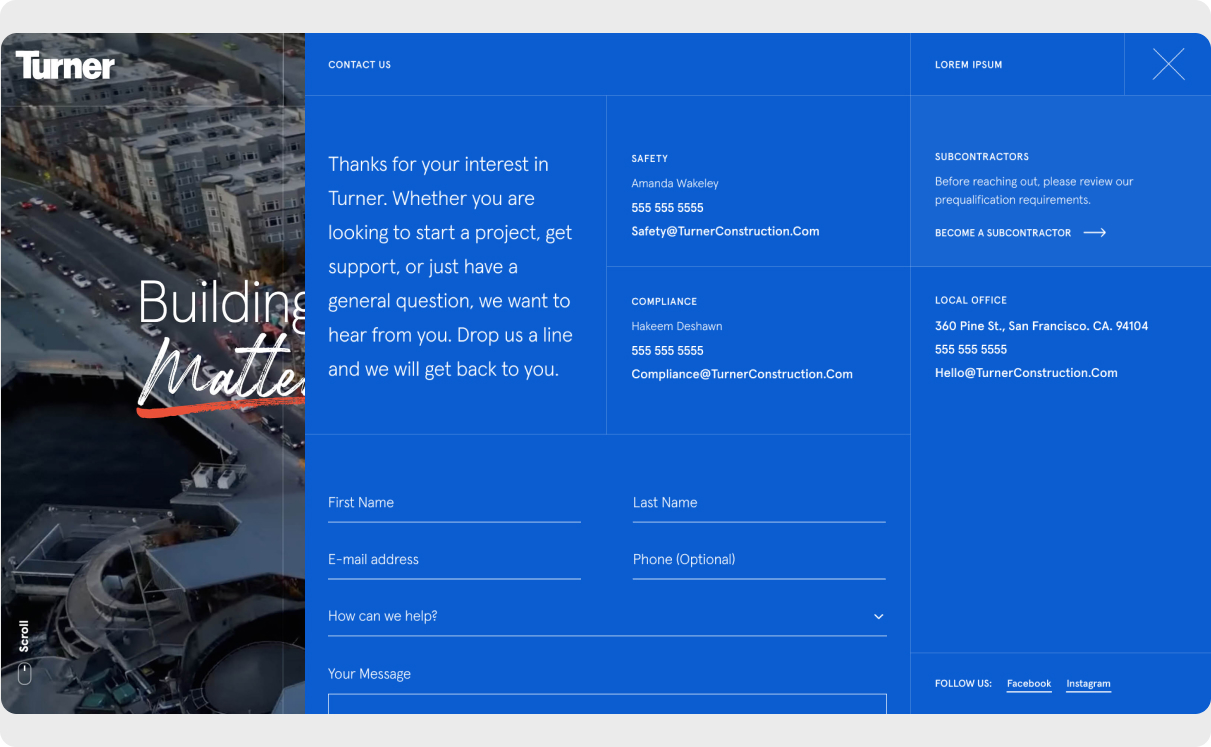 Turner
Building
Matte
Scroll
CONTACT US
LOREM IPSUM
Thanks for your interest in
Turner. Whether you are
looking to start a project, get
support, or just have a
general question, we want to
hear from you. Drop us a line
and we will get back to you.
SAFETY
Amanda Wakeley
555 555 5555
Safety@TurnerConstruction.Com
COMPLIANCE
Hakeem Deshawn
555 555 5555
Compliance@TurnerConstruction.Com
SUBCONTRACTORS
Before reaching out, please review our
prequalification requirements.
BECOME A SUBCONTRACTOR
LOCAL OFFICE
360 Pine St., San Francisco. CA. 94104
555 555 5555
Hello@TurnerConstruction.Com
First Name
Last Name
E-mail address
Phone (Optional)
How can we help?
Your Message
FOLLOW US: Facebook Instagram